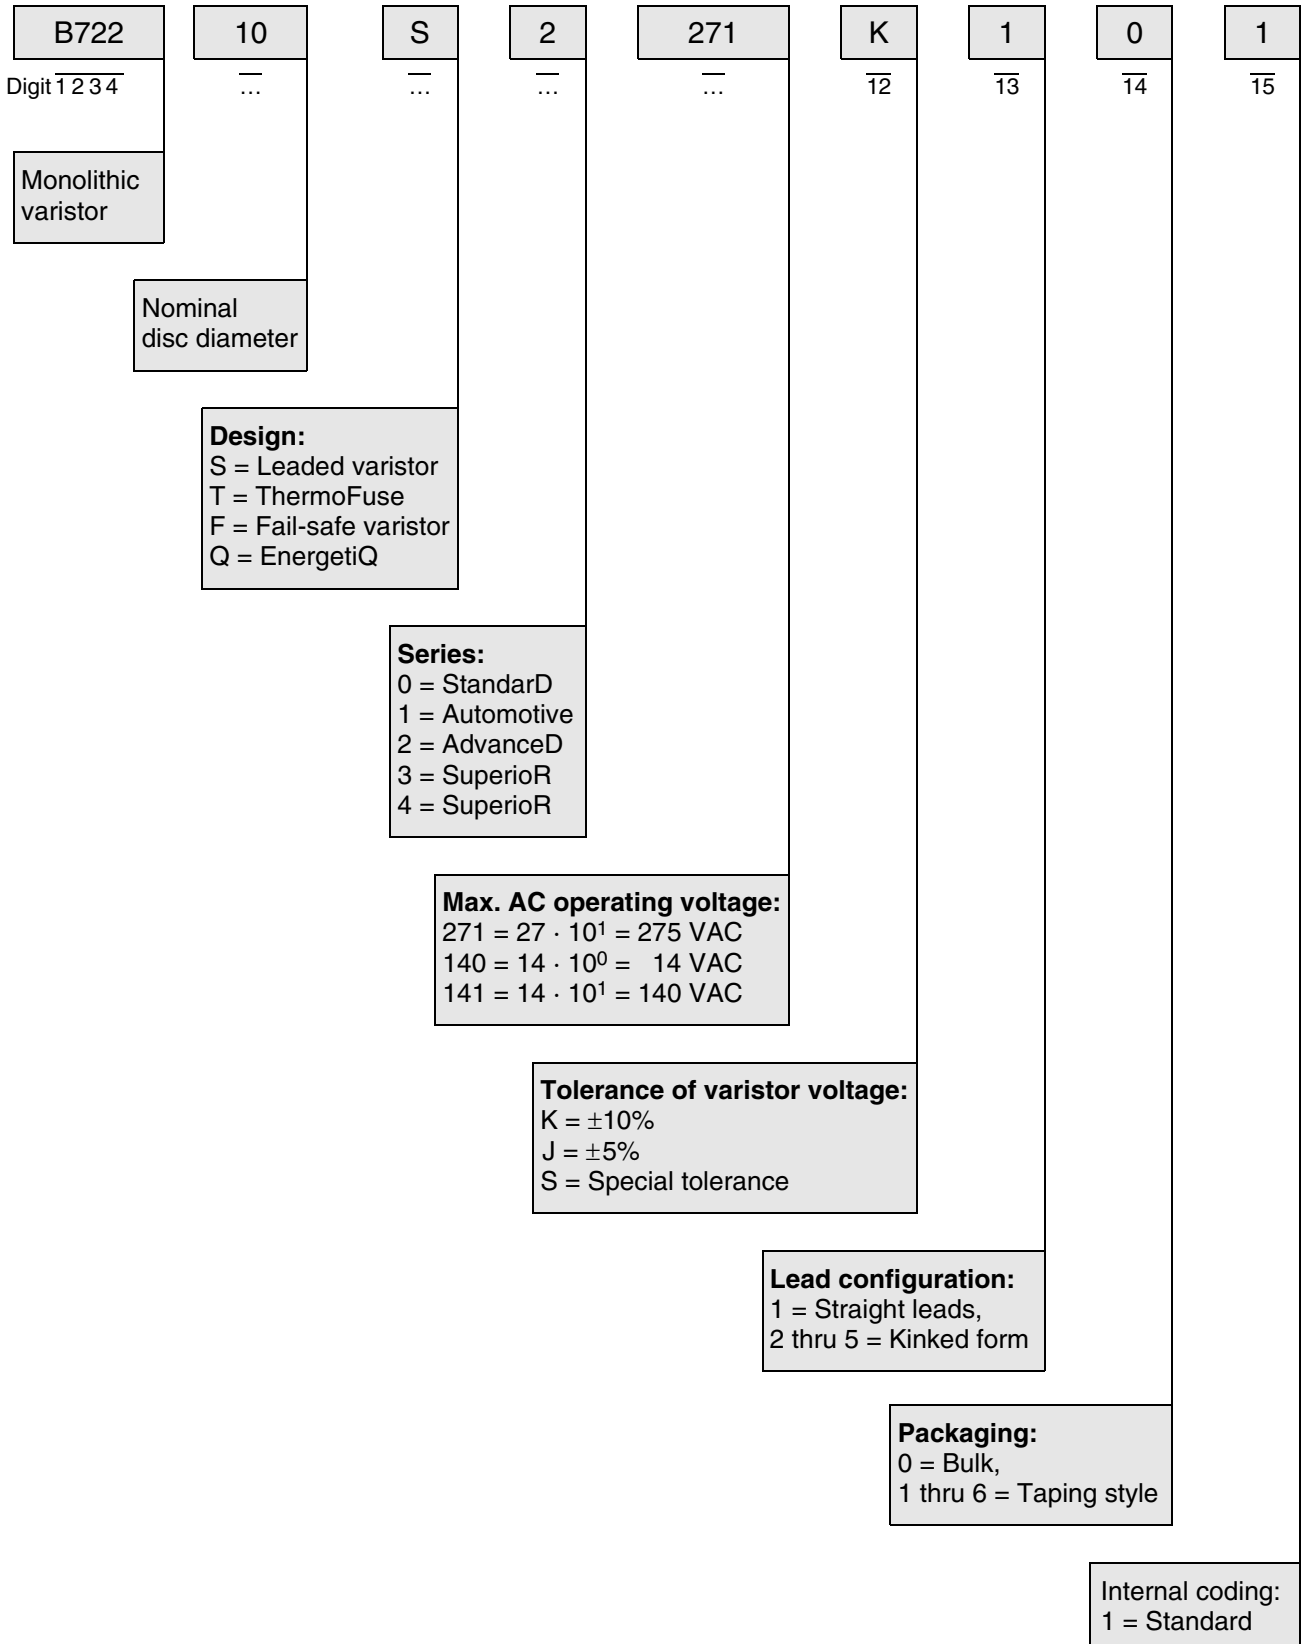 B722 10 S 2 271 K 1 0 1
Digit 1 2 3 4 ... ... ... ... 12 13 14 15
Monolithic
varistor
Nominal
disc diameter
Design:
S = Leaded varistor
T = ThermoFuse
F = Fail-safe varistor
Q = EnergetiQ
Series:
0 = StandarD
1 = Automotive
2 = AdvanceD
3 = SuperioR
4 = SuperioR
Max. AC operating voltage:
271 = 27 · 10¹ = 275 VAC
140 = 14 · 10⁰ = 14 VAC
141 = 14 · 10¹ = 140 VAC
Tolerance of varistor voltage:
K = ±10%
J = ±5%
S = Special tolerance
Lead configuration:
1 = Straight leads,
2 thru 5 = Kinked form
Packaging:
0 = Bulk,
1 thru 6 = Taping style
Internal coding:
1 = Standard